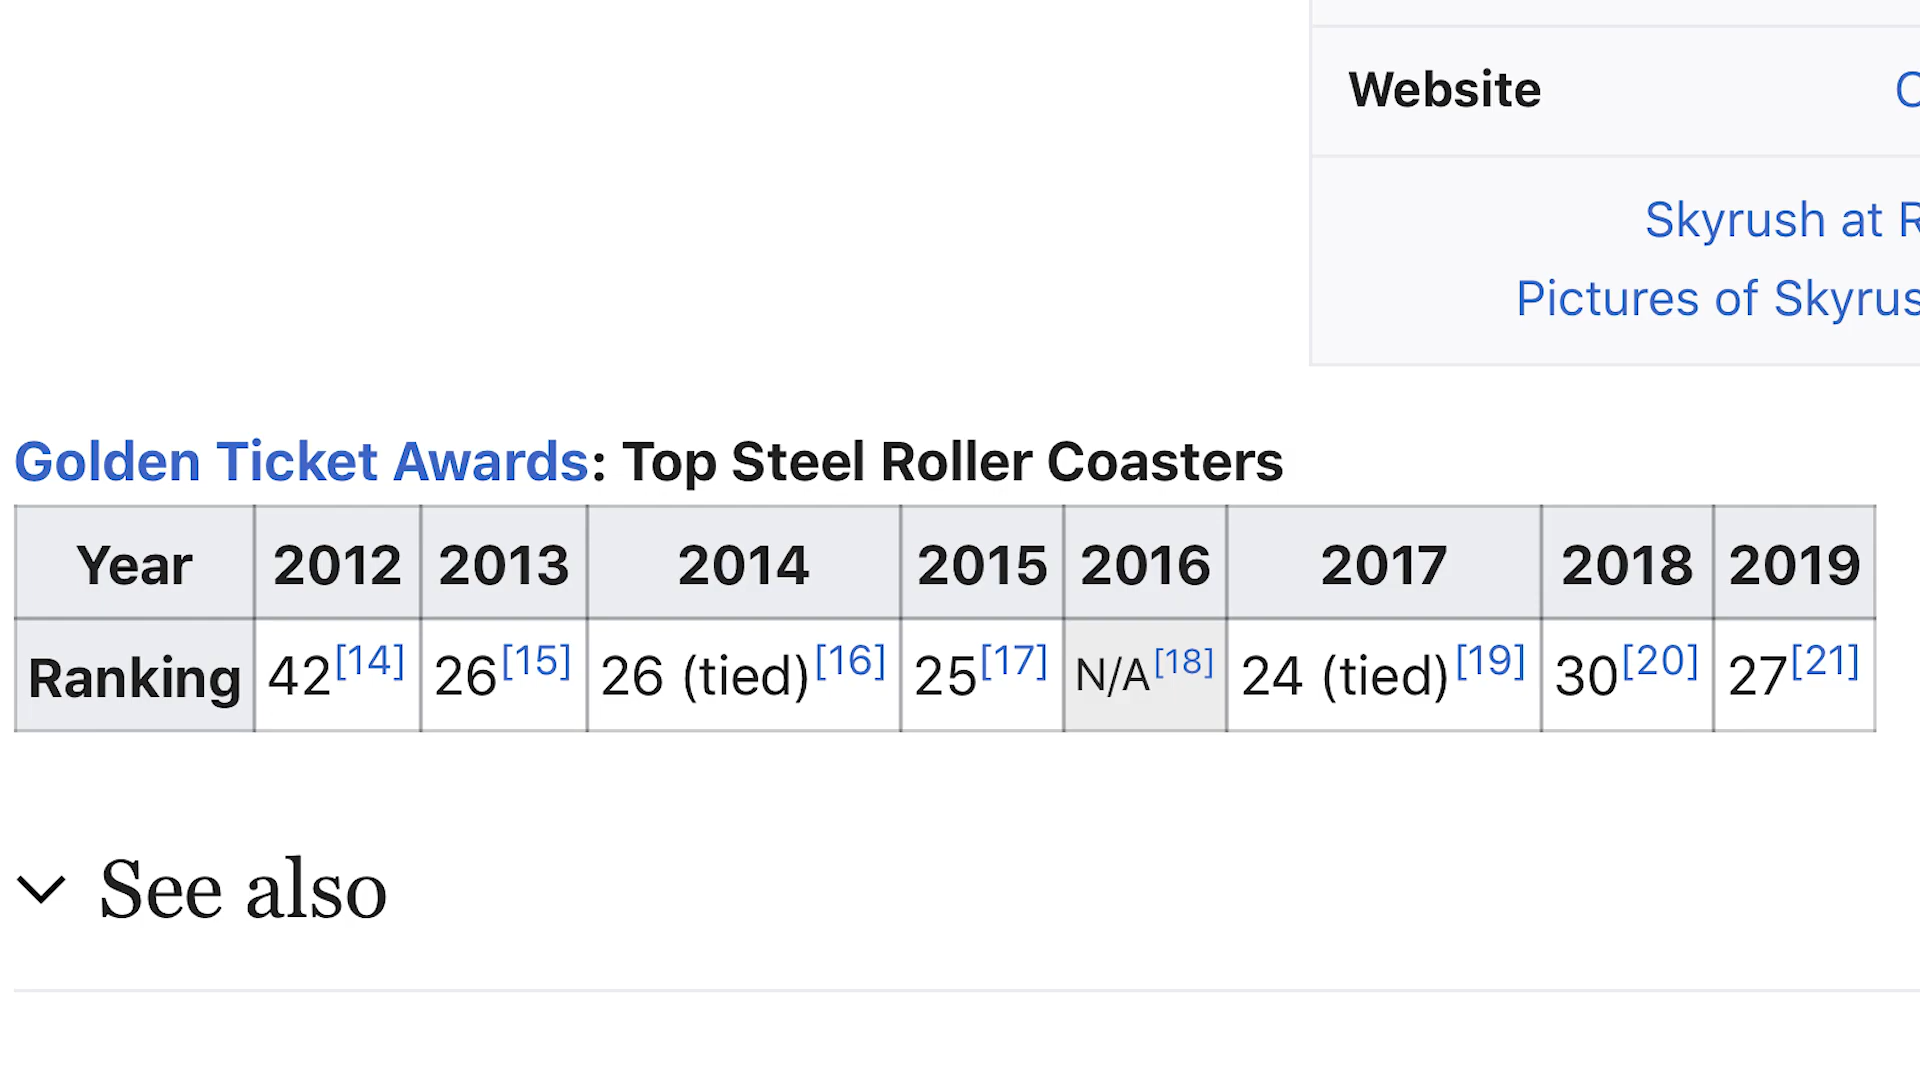 Website
Skyrush at
Pictures of
Golden Ticket Awards: Top Steel Roller Coasters
Year 2012 2013 2014 2015 2016 2017 2018 2019
Ranking 42[14] 26[15] 26 (tied)[16] 25[17] N/A[18] 24 (tied)[19] 30[20] 27[21]
See also